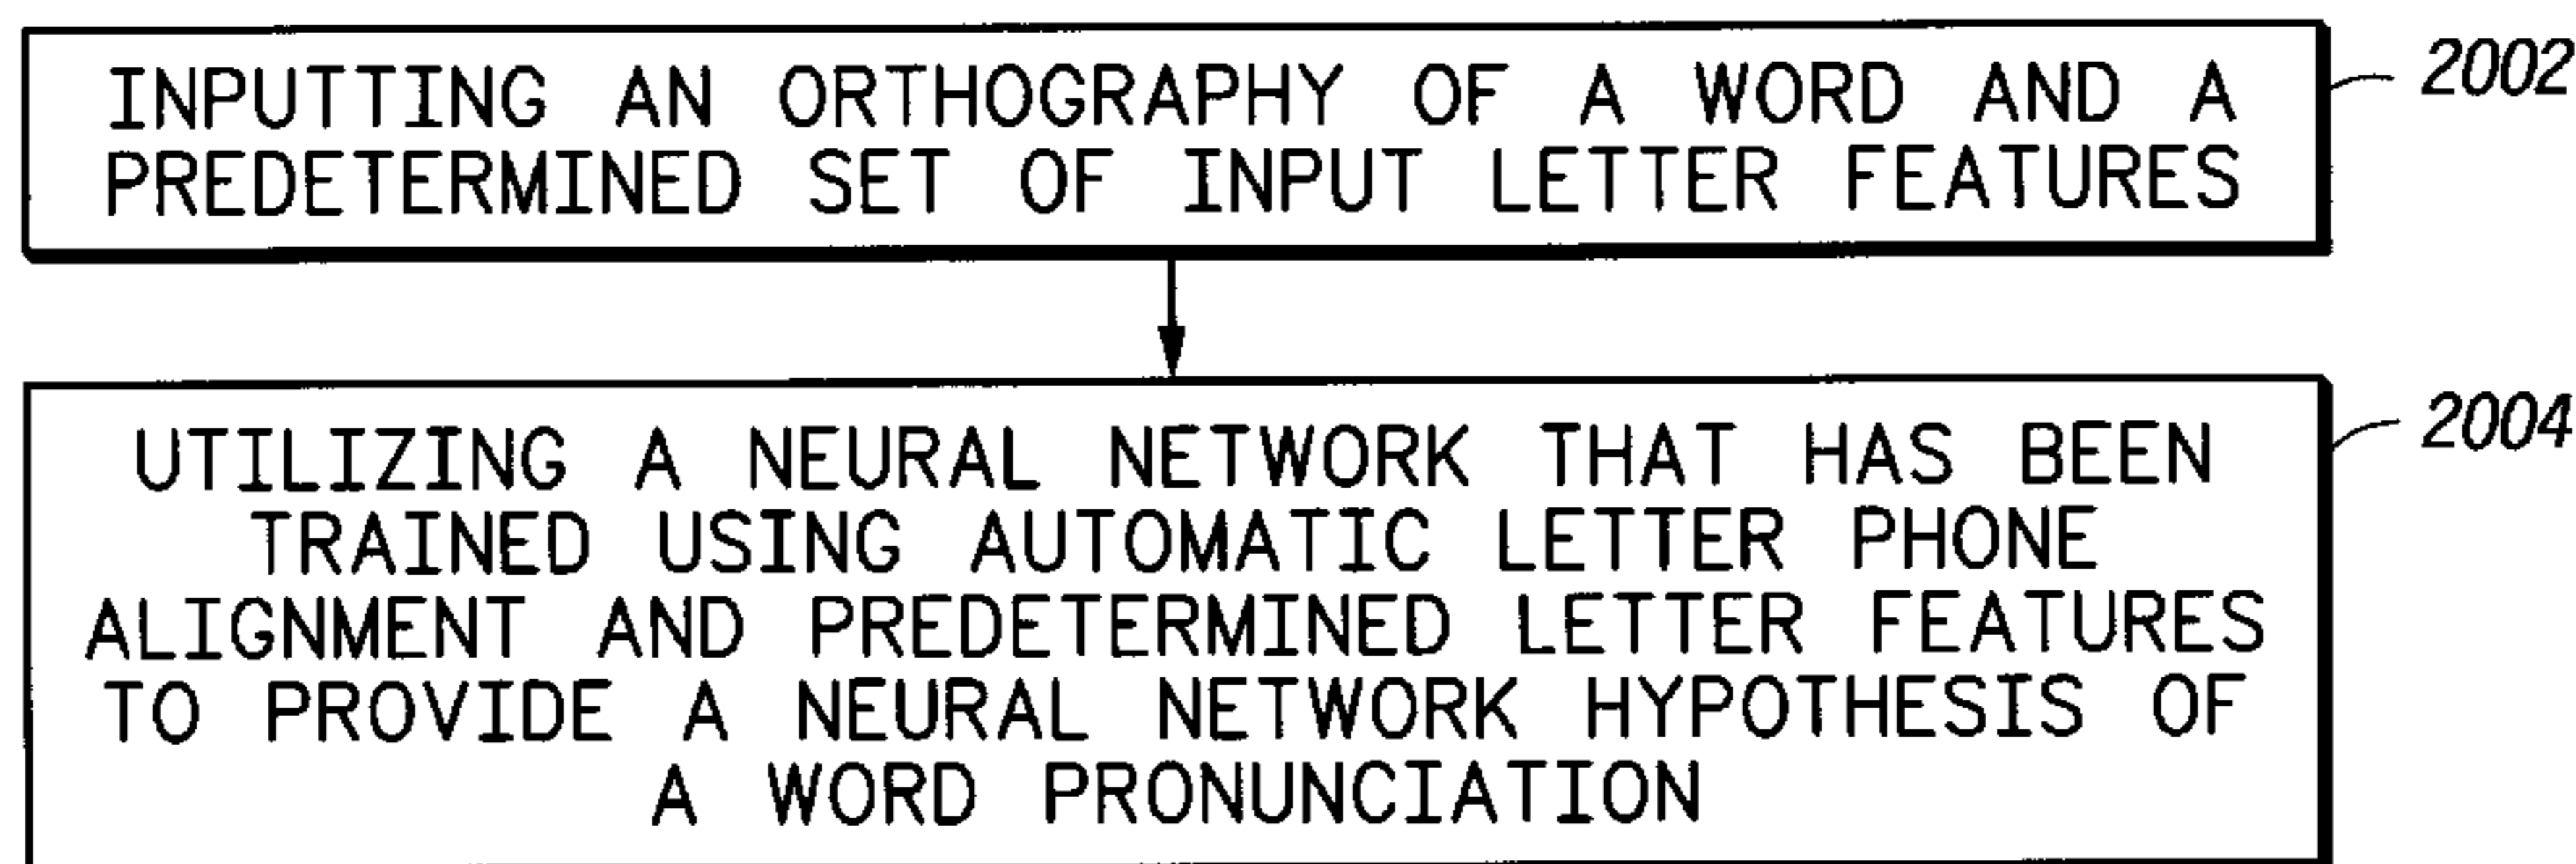 INPUTTING AN ORTHOGRAPHY OF A WORD AND A
PREDETERMINED SET OF INPUT LETTER FEATURES
2002
UTILIZING A NEURAL NETWORK THAT HAS BEEN
TRAINED USING AUTOMATIC LETTER PHONE
ALIGNMENT AND PREDETERMINED LETTER FEATURES
TO PROVIDE A NEURAL NETWORK HYPOTHESIS OF
A WORD PRONUNCIATION
2004